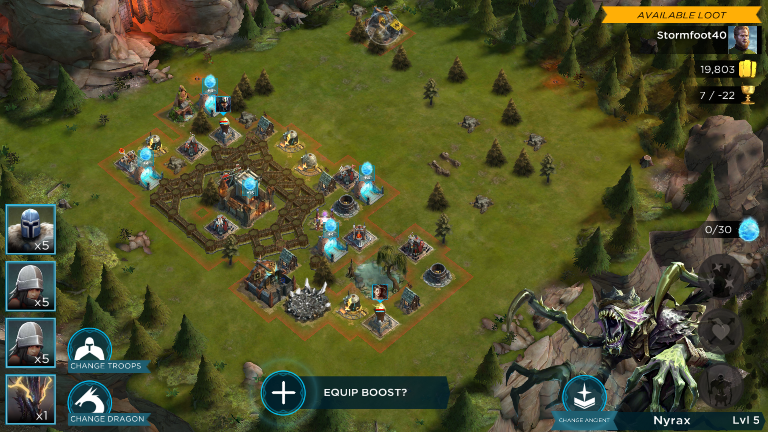 AVAILABLE LOOT
Stormfoot40
19,803
7 / -22
0/30
x5
x5
x5
x1
CHANGE TROOPS
CHANGE DRAGON
EQUIP BOOST?
CHANGE ANCIENT
Nyrax Lvl 5